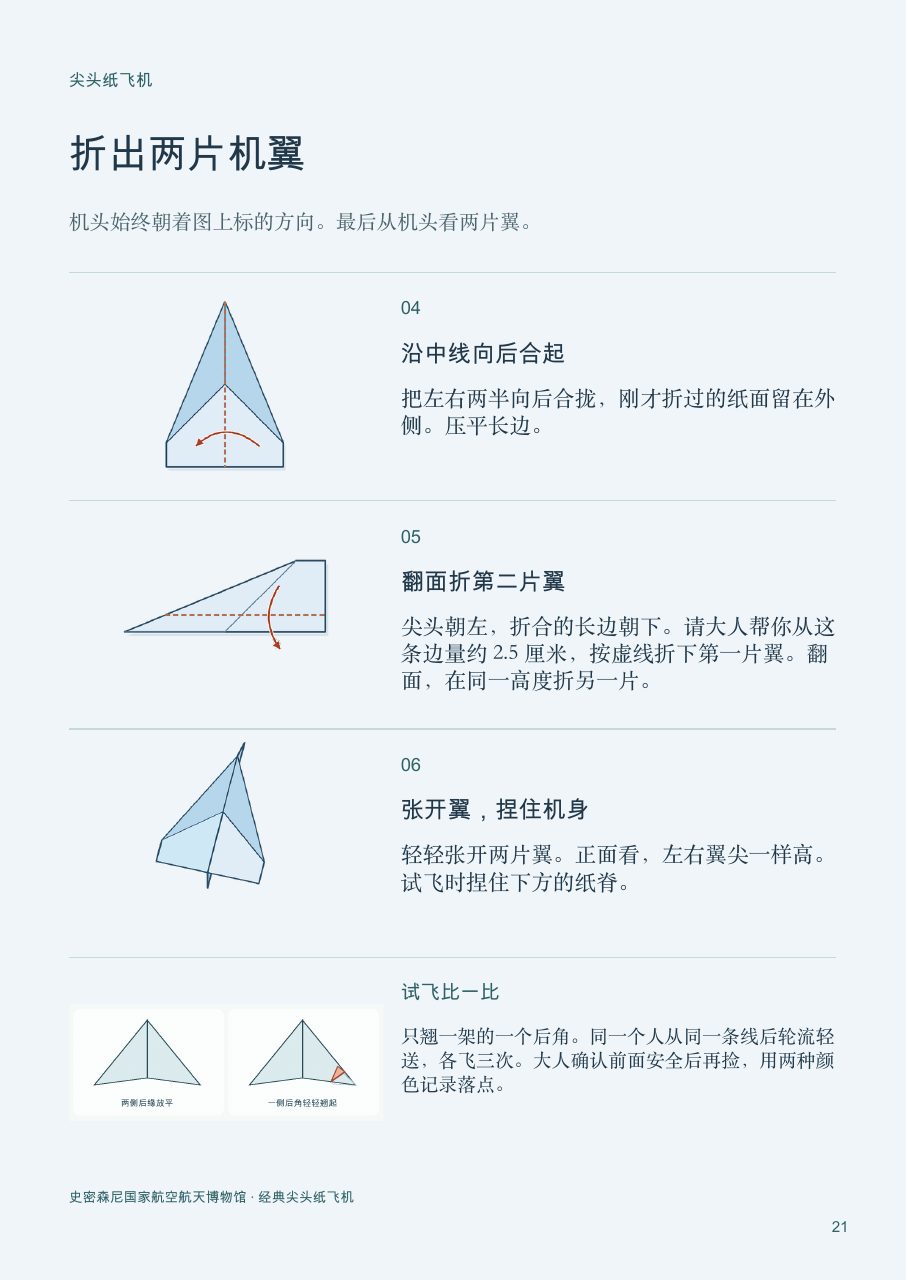 尖头纸飞机
折出两片机翼
机头始终朝着图上标的方向。最后从机头看两片翼。
04
沿中线向后合起
把左右两半向后合拢，刚才折过的纸面留在外
侧。压平长边。
05
翻面折第二片翼
尖头朝左，折合的长边朝下。请大人帮你从这
条边量约 2.5 厘米，按虚线折下第一片翼。翻
面，在同一高度折另一片。
06
张开翼，捏住机身
轻轻张开两片翼。正面看，左右翼尖一样高。
试飞时捏住下方的纸脊。
试飞比一比
只翘一架的一个后角。同一个人从同一条线后轮流轻
送，各飞三次。大人确认前面安全后再捡，用两种颜
色记录落点。
两侧后缘放平
一侧后角轻轻翘起
史密森尼国家航空航天博物馆 · 经典尖头纸飞机
21